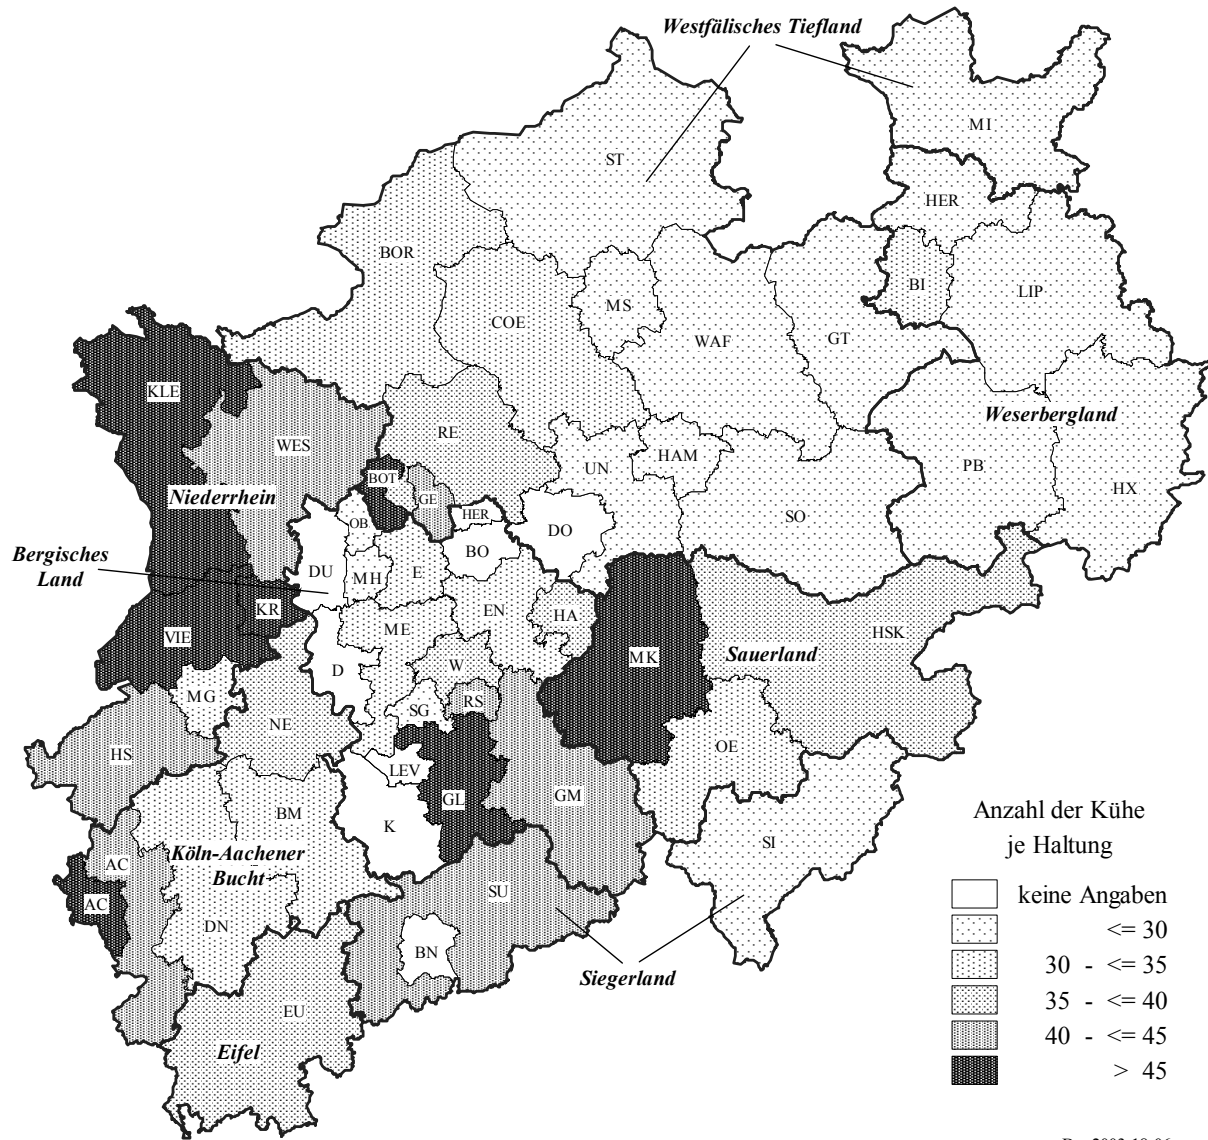 Westfälisches Tiefland
MI
ST
HER
BOR
BI
LIP
MS
COE
WAF
GT
KLE
Weserbergland
RE
WES
HAM
UN
PB
BOT
GE
HX
Niederrhein
HER
SO
OB
DO
BO
Bergisches
Land
DU
MH
E
KR
EN
HA
VIE
ME
HSK
MK
Sauerland
D
W
MG
RS
SG
NE
OE
HS
LEV
GL
GM
BM
K
SI
Köln-Aachener
Bucht
AC
AC
SU
DN
BN
Siegerland
EU
Eifel
Anzahl der Kühe
je Haltung
keine Angaben
<= 30
30 - <= 35
35 - <= 40
40 - <= 45
> 45